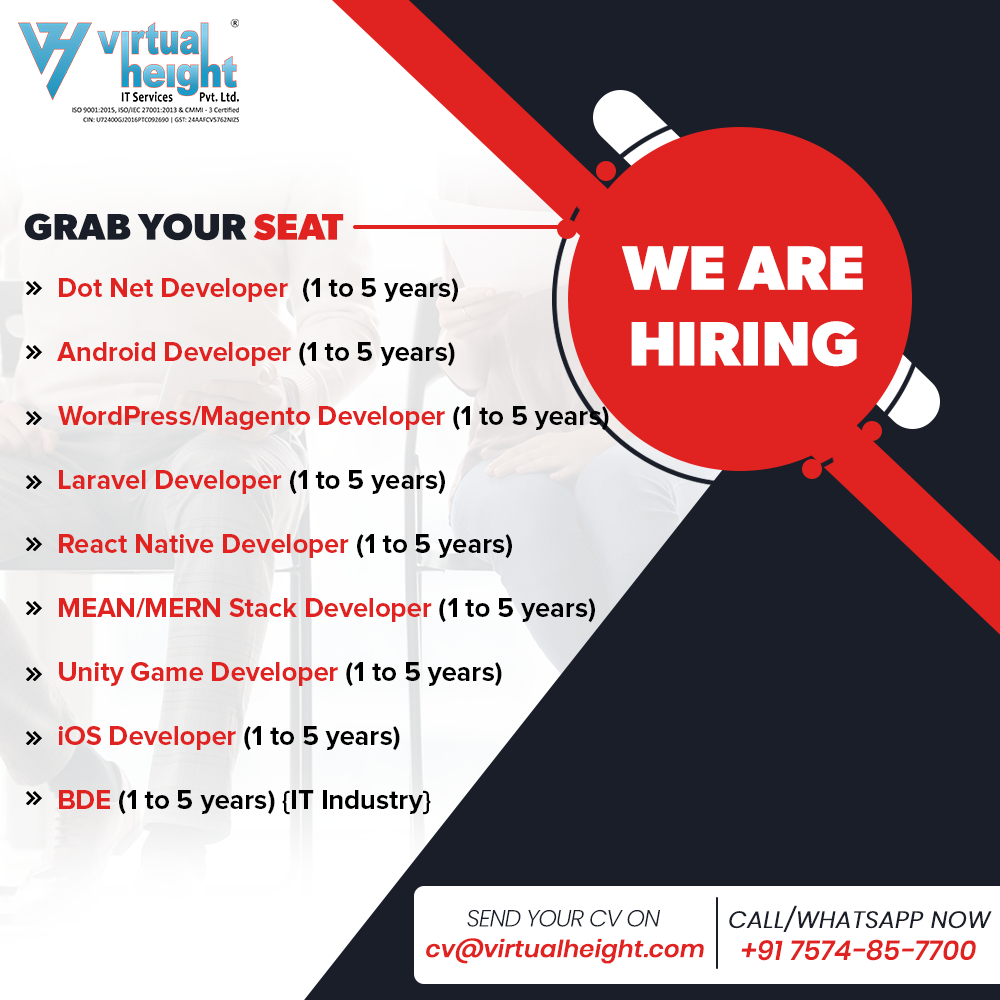 VH virtual height ®
IT Services Pvt. Ltd.
ISO 9001:2015, ISO/IEC 27001:2013 & CMMI - 3 Certified
CIN: U72400GJ2016PTC092690 | GST: 24AAFCV5762N1Z5
GRAB YOUR SEAT
WE ARE
HIRING
» Dot Net Developer (1 to 5 years)
» Android Developer (1 to 5 years)
» WordPress/Magento Developer (1 to 5 years)
» Laravel Developer (1 to 5 years)
» React Native Developer (1 to 5 years)
» MEAN/MERN Stack Developer (1 to 5 years)
» Unity Game Developer (1 to 5 years)
» iOS Developer (1 to 5 years)
» BDE (1 to 5 years) {IT Industry}
SEND YOUR CV ON
cv@virtualheight.com
CALL/WHATSAPP NOW
+91 7574-85-7700